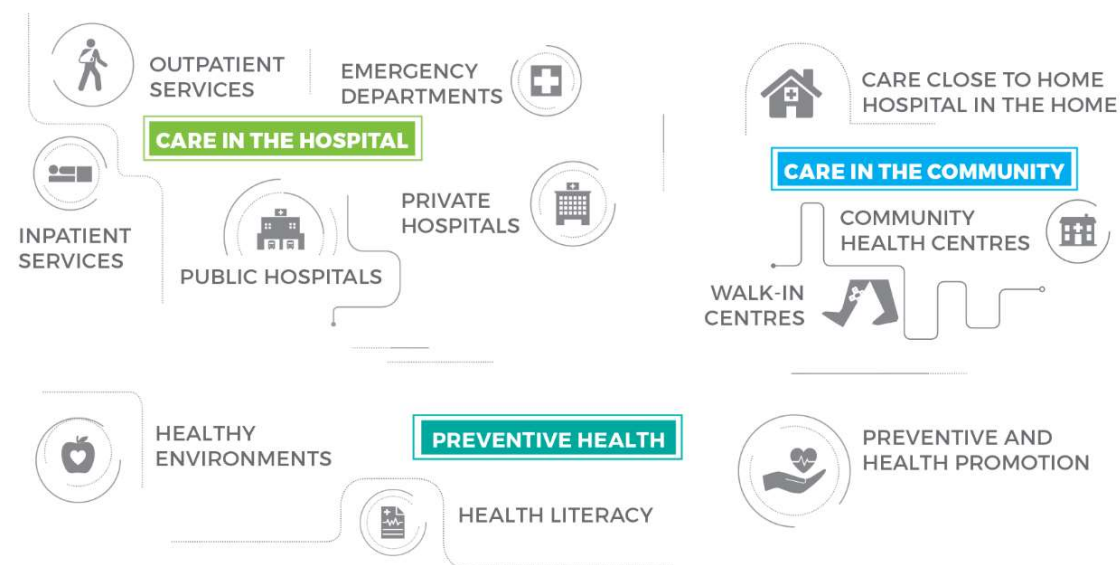 OUTPATIENT
SERVICES
EMERGENCY
DEPARTMENTS
CARE IN THE HOSPITAL
INPATIENT
SERVICES
PUBLIC HOSPITALS
PRIVATE
HOSPITALS
CARE CLOSE TO HOME
HOSPITAL IN THE HOME
CARE IN THE COMMUNITY
COMMUNITY
HEALTH CENTRES
WALK-IN
CENTRES
HEALTHY
ENVIRONMENTS
PREVENTIVE HEALTH
HEALTH LITERACY
PREVENTIVE AND
HEALTH PROMOTION